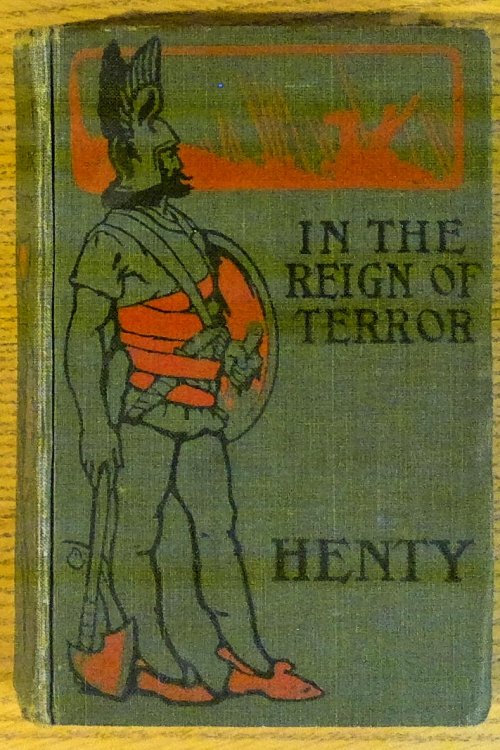 IN THE
REIGN OF
TERROR
HENTY